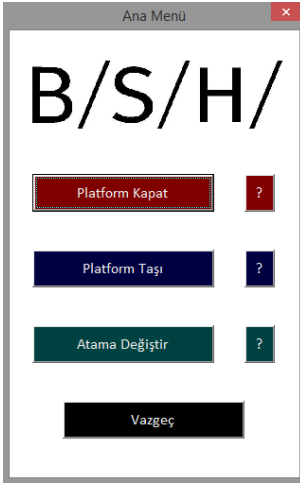 Ana Menü
B/S/H/
Platform Kapat ?
Platform Taşı ?
Atama Değiştir ?
Vazgeç